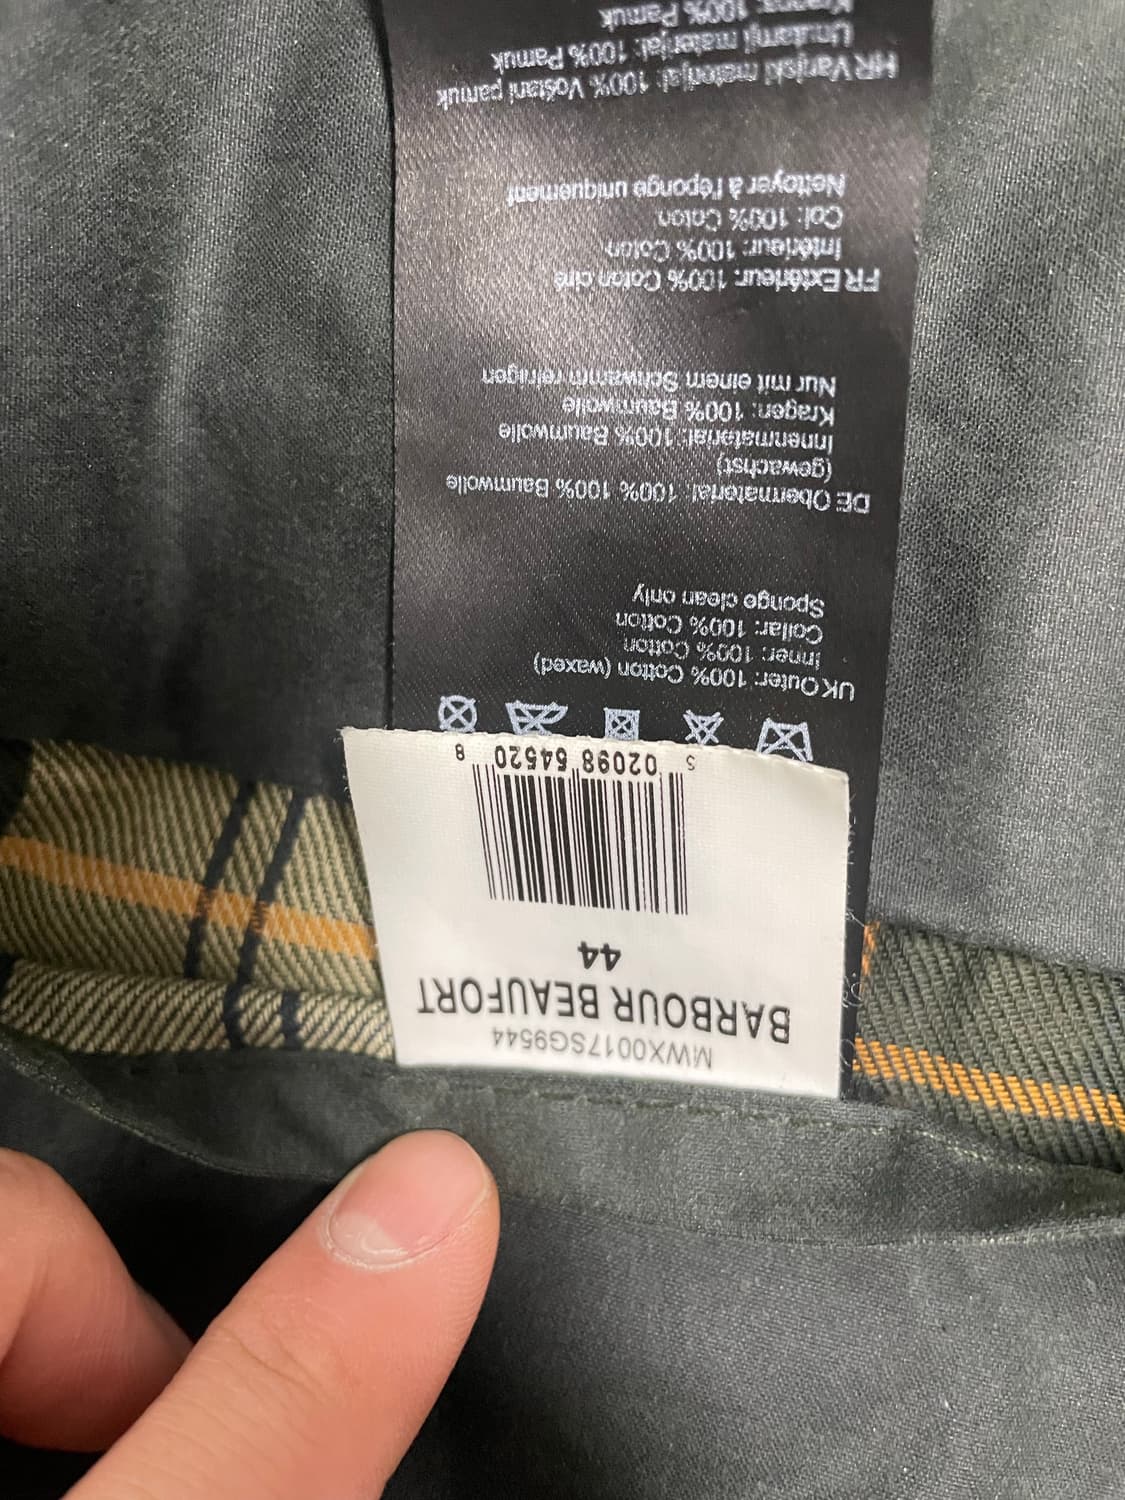 MWX0017SG9544
BARBOUR BEAUFORT
44
5 02098 54520 8
UK Outer: 100% Cotton (waxed)
Inner: 100% Cotton
Collar: 100% Cotton
Sponge clean only
DE Obermaterial: 100% 100% Baumwolle
(gewachst)
Innenmaterial: 100% Baumwolle
Kragen: 100% Baumwolle
Nur mit einem Schwamm reinigen
FR Extérieur: 100% Coton ciré
Intérieur: 100% Coton
Col: 100% Coton
Nettoyer à l'éponge uniquement
HR Vanjski materijal: 100% Voštani pamuk
Unutarnji materijal: 100% Pamuk
100% Pamuk